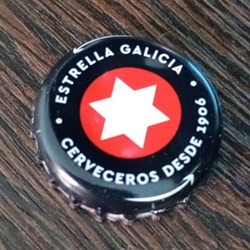 ESTRELLA GALICIA
CERVECEROS DESDE 1906